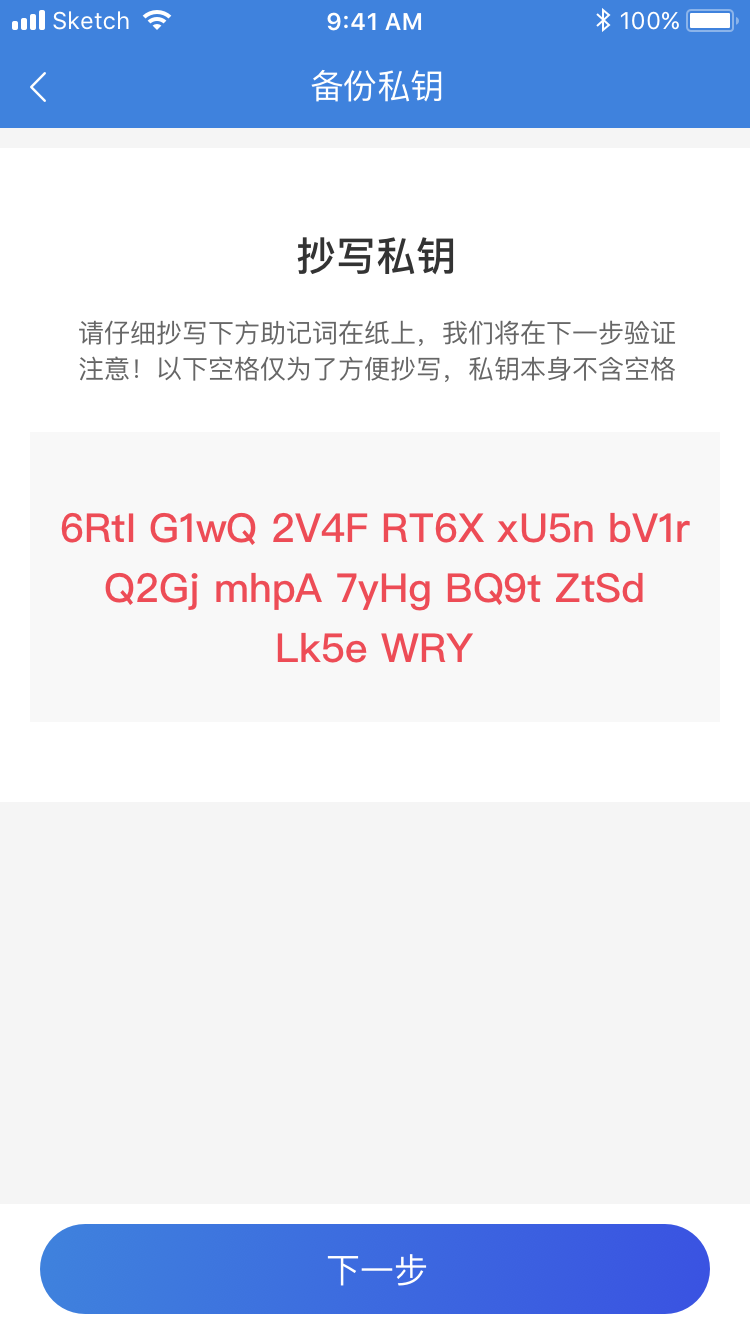 Sketch 9:41 AM 100%
备份私钥
抄写私钥
请仔细抄写下方助记词在纸上，我们将在下一步验证
注意！以下空格仅为了方便抄写，私钥本身不含空格
6RtI G1wQ 2V4F RT6X xU5n bV1r
Q2Gj mhpA 7yHg BQ9t ZtSd
Lk5e WRY
下一步